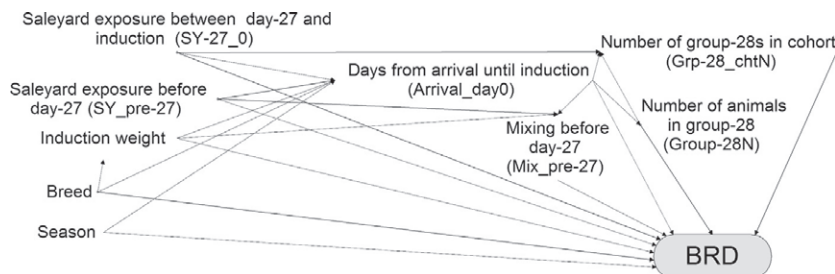 Saleyard exposure between day-27 and
induction (SY-27_0)
Number of group-28s in cohort
(Grp-28_chtN)
Days from arrival until induction
(Arrival_day0)
Saleyard exposure before
day-27 (SY_pre-27)
Number of animals
in group-28
(Group-28N)
Induction weight
Mixing before
day-27
(Mix_pre-27)
Breed
Season
BRD